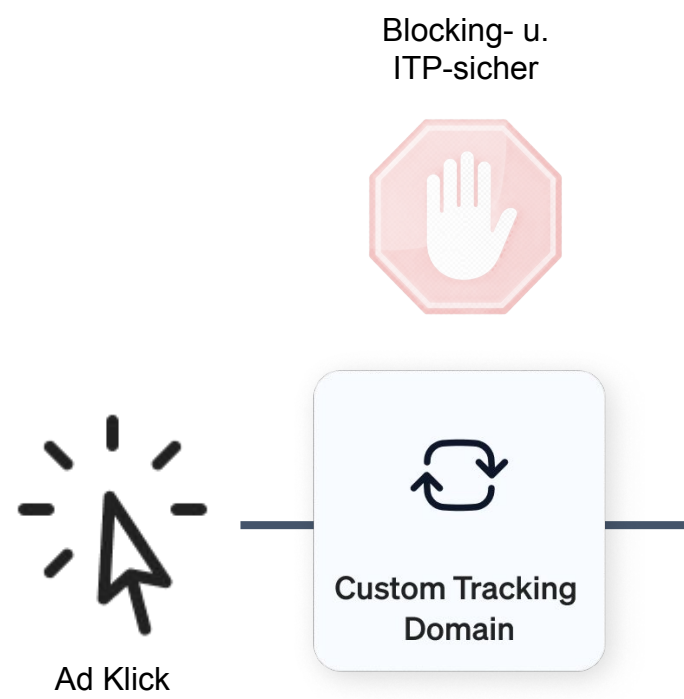 Blocking- u.
ITP-sicher
Custom Tracking
Domain
Ad Klick